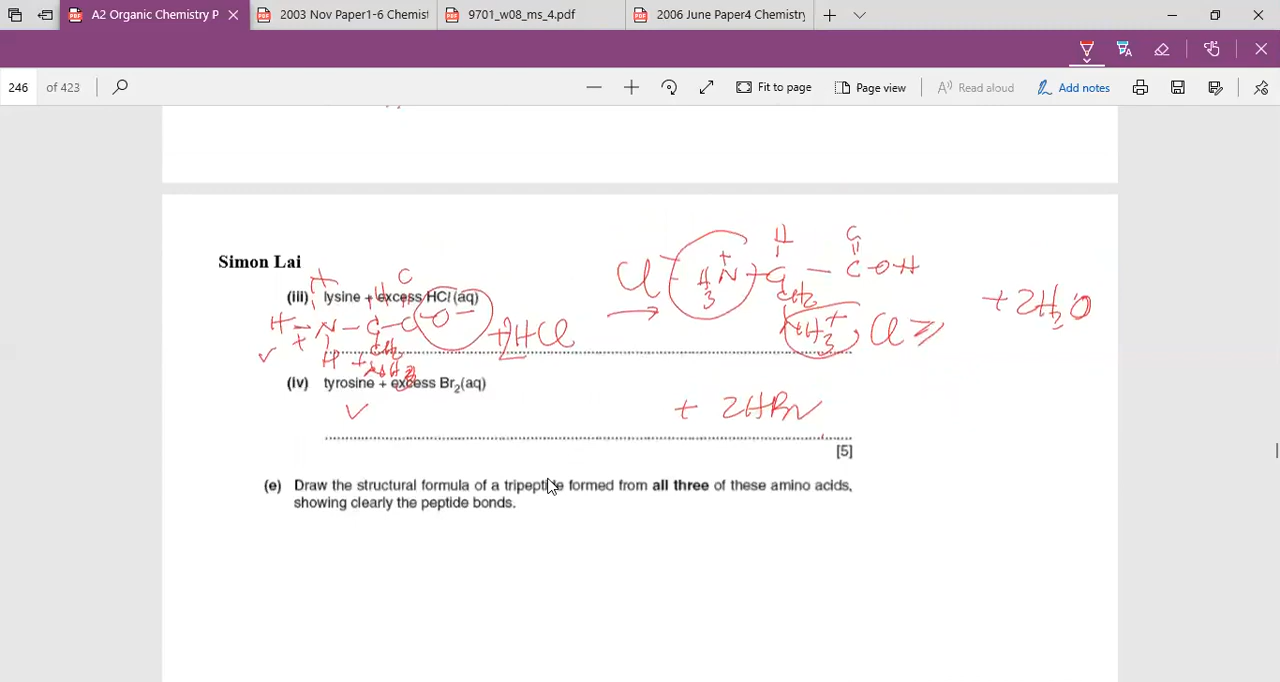 A2 Organic Chemistry P
2003 Nov Paper1-6 Chemist
9701_w08_ms_4.pdf
2006 June Paper4 Chemistry
246 of 423
Fit to page
Page view
Read aloud
Add notes
Simon Lai
(iii) lysine + excess HCl(aq)
+2HCl
+ 2H₂O
(iv) tyrosine + excess Br₂(aq)
+ 2HBr
[5]
(e) Draw the structural formula of a tripeptide formed from all three of these amino acids,
showing clearly the peptide bonds.